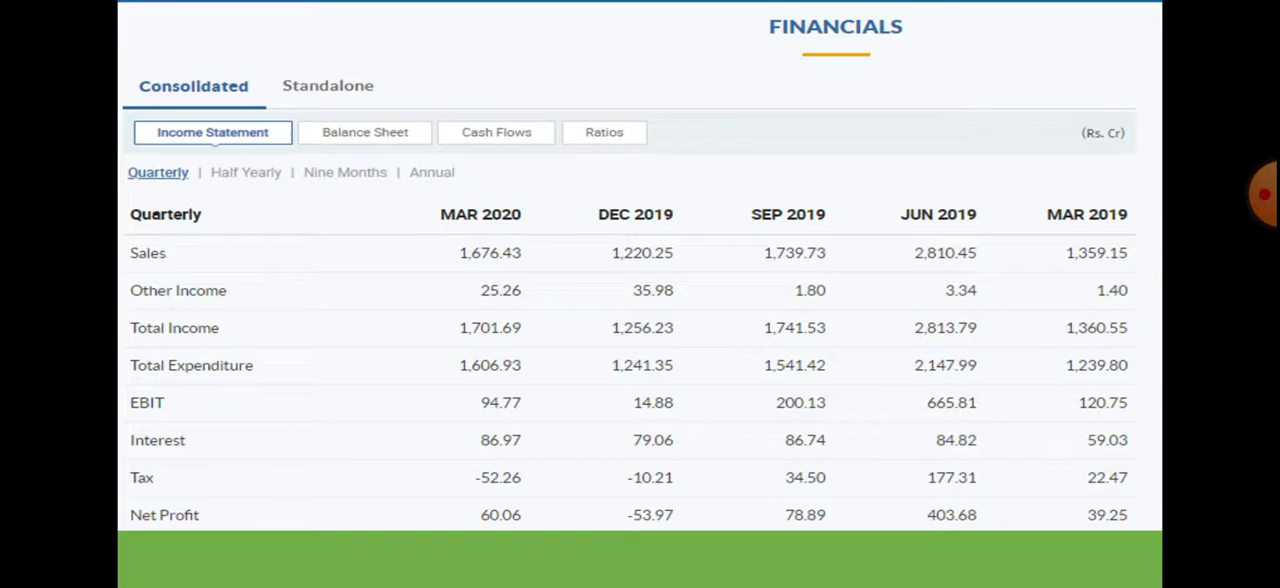 FINANCIALS
Consolidated Standalone
Income Statement Balance Sheet Cash Flows Ratios (Rs. Cr)
Quarterly | Half Yearly | Nine Months | Annual
Quarterly MAR 2020 DEC 2019 SEP 2019 JUN 2019 MAR 2019
Sales 1,676.43 1,220.25 1,739.73 2,810.45 1,359.15
Other Income 25.26 35.98 1.80 3.34 1.40
Total Income 1,701.69 1,256.23 1,741.53 2,813.79 1,360.55
Total Expenditure 1,606.93 1,241.35 1,541.42 2,147.99 1,239.80
EBIT 94.77 14.88 200.13 665.81 120.75
Interest 86.97 79.06 86.74 84.82 59.03
Tax -52.26 -10.21 34.50 177.31 22.47
Net Profit 60.06 -53.97 78.89 403.68 39.25